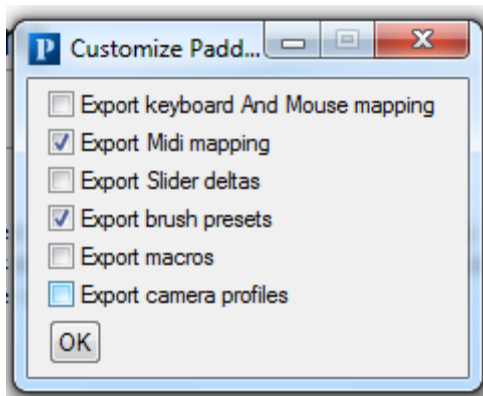 P Customize Padd...
Export keyboard And Mouse mapping
Export Midi mapping
Export Slider deltas
Export brush presets
Export macros
Export camera profiles
OK